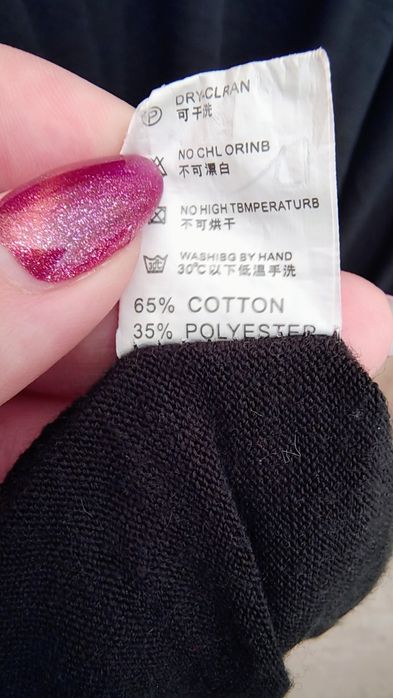 DRY-CLRAN
P
可干洗
NO CHLORINB
不可漂白
NO HIGH TBMPERATURB
不可烘干
WASHIBG BY HAND
30℃以下低温手洗
65% COTTON
35% POLYESTER